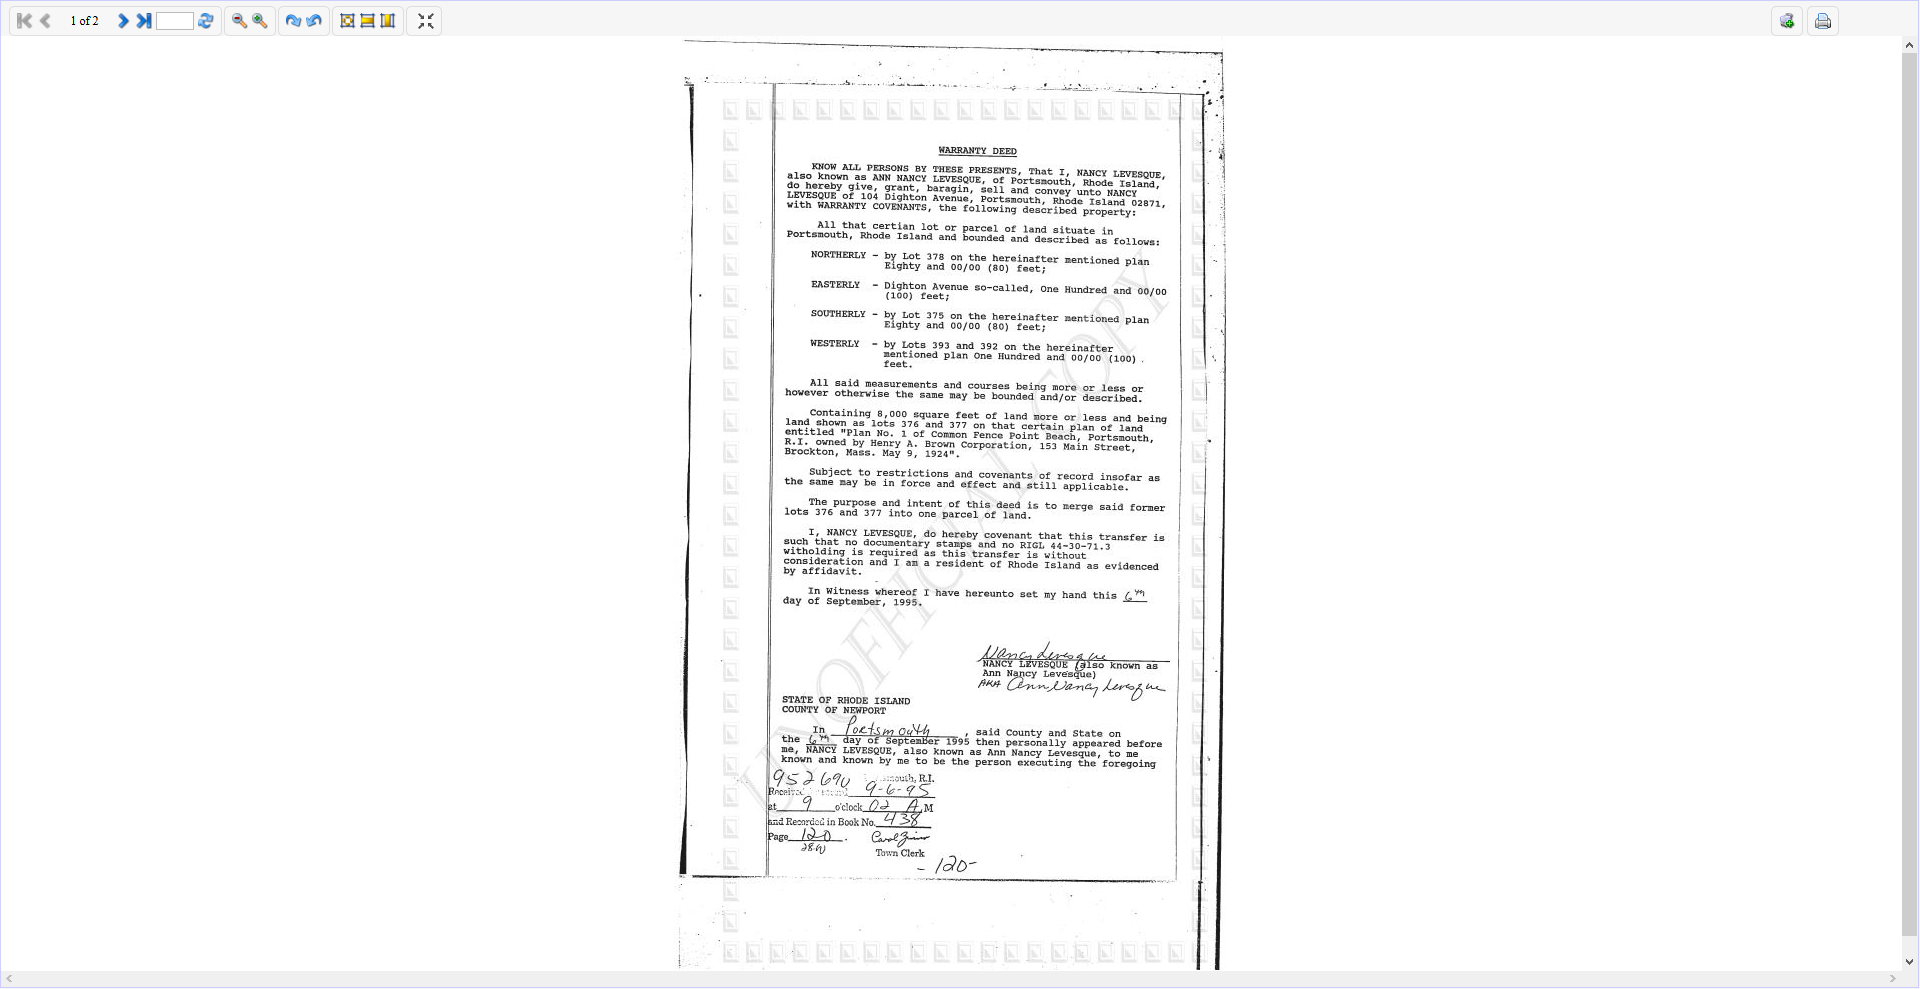 1 of 2
WARRANTY DEED
KNOW ALL PERSONS BY THESE PRESENTS, That I, NANCY LEVESQUE,
also known as ANN NANCY LEVESQUE, of Portsmouth, Rhode Island,
do hereby give, grant, baragin, sell and convey unto NANCY
LEVESQUE of 104 Dighton Avenue, Portsmouth, Rhode Island 02871,
with WARRANTY COVENANTS, the following described property:
All that certian lot or parcel of land situate in
Portsmouth, Rhode Island and bounded and described as follows:
NORTHERLY - by Lot 378 on the hereinafter mentioned plan
Eighty and 00/00 (80) feet;
EASTERLY - Dighton Avenue so-called, One Hundred and 00/00
(100) feet;
SOUTHERLY - by Lot 375 on the hereinafter mentioned plan
Eighty and 00/00 (80) feet;
WESTERLY - by Lots 393 and 392 on the hereinafter
mentioned plan One Hundred and 00/00 (100)
feet.
All said measurements and courses being more or less or
however otherwise the same may be bounded and/or described.
Containing 8,000 square feet of land more or less and being
land shown as lots 376 and 377 on that certain plan of land
entitled "Plan No. 1 of Common Fence Point Beach, Portsmouth,
R.I. owned by Henry A. Brown Corporation, 153 Main Street,
Brockton, Mass. May 9, 1924".
Subject to restrictions and covenants of record insofar as
the same may be in force and effect and still applicable.
The purpose and intent of this deed is to merge said former
lots 376 and 377 into one parcel of land.
I, NANCY LEVESQUE, do hereby covenant that this transfer is
such that no documentary stamps and no RIGL 44-30-71.3
witholding is required as this transfer is without
consideration and I am a resident of Rhode Island as evidenced
by affidavit.
In Witness whereof I have hereunto set my hand this 6th
day of September, 1995.
Nancy Levesque
NANCY LEVESQUE (also known as
Ann Nancy Levesque)
AKA Ann Nancy Levesque
STATE OF RHODE ISLAND
COUNTY OF NEWPORT
In Portsmouth, said County and State on
the 6th day of September 1995 then personally appeared before
me, NANCY LEVESQUE, also known as Ann Nancy Levesque, to me
known and known by me to be the person executing the foregoing
952690 R.I.
Received 9-6-95
at 9 o'clock 02 A M
and Recorded in Book No. 438
Page 120.
Town Clerk
-120-
UNOFFICIAL COPY